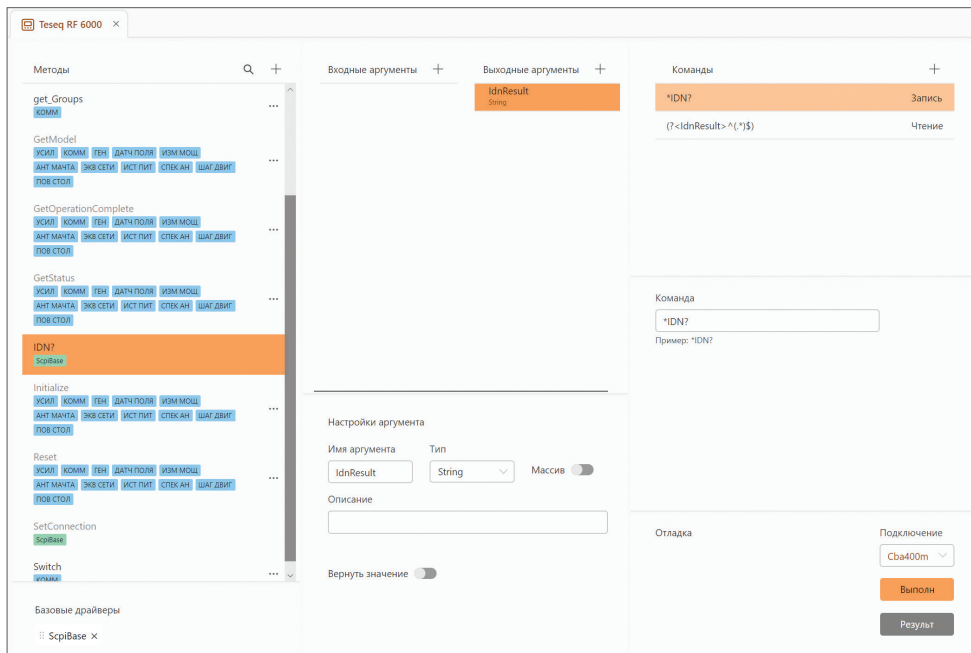 Teseq RF 6000 ×
Методы
get_Groups
КОММ
GetModel
УСИЛ КОММ ГЕН ДАТЧ ПОЛЯ ИЗМ МОЩ
АНТ МАЧТА ЭКВ СЕТИ ИСТ ПИТ СПЕК АН ШАГ ДВИГ
ПОВ СТОЛ
GetOperationComplete
УСИЛ КОММ ГЕН ДАТЧ ПОЛЯ ИЗМ МОЩ
АНТ МАЧТА ЭКВ СЕТИ ИСТ ПИТ СПЕК АН ШАГ ДВИГ
ПОВ СТОЛ
GetStatus
УСИЛ КОММ ГЕН ДАТЧ ПОЛЯ ИЗМ МОЩ
АНТ МАЧТА ЭКВ СЕТИ ИСТ ПИТ СПЕК АН ШАГ ДВИГ
ПОВ СТОЛ
IDN?
ScpiBase
Initialize
УСИЛ КОММ ГЕН ДАТЧ ПОЛЯ ИЗМ МОЩ
АНТ МАЧТА ЭКВ СЕТИ ИСТ ПИТ СПЕК АН ШАГ ДВИГ
ПОВ СТОЛ
Reset
УСИЛ КОММ ГЕН ДАТЧ ПОЛЯ ИЗМ МОЩ
АНТ МАЧТА ЭКВ СЕТИ ИСТ ПИТ СПЕК АН ШАГ ДВИГ
ПОВ СТОЛ
SetConnection
ScpiBase
Switch
КОММ
Базовые драйверы
ScpiBase ×
Входные аргументы +
Выходные аргументы +
IdnResult
String
Настройки аргумента
Имя аргумента Тип
IdnResult String Массив
Описание
Вернуть значение
Команды +
*IDN? Запись
(?<IdnResult>^(.*)$) Чтение
Команда
*IDN?
Пример: *IDN?
Отладка Подключение
Cba400m
Выполн
Результ